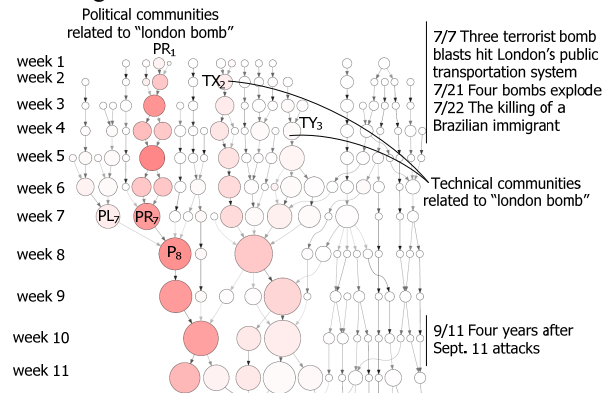 Political communities
related to “london bomb”
PR1
week 1
week 2
TX2
week 3
week 4
TY3
week 5
week 6
week 7
PL7
PR7
week 8
P8
week 9
week 10
week 11
7/7 Three terrorist bomb
blasts hit London’s public
transportation system
7/21 Four bombs explode
7/22 The killing of a
Brazilian immigrant
Technical communities
related to “london bomb”
9/11 Four years after
Sept. 11 attacks